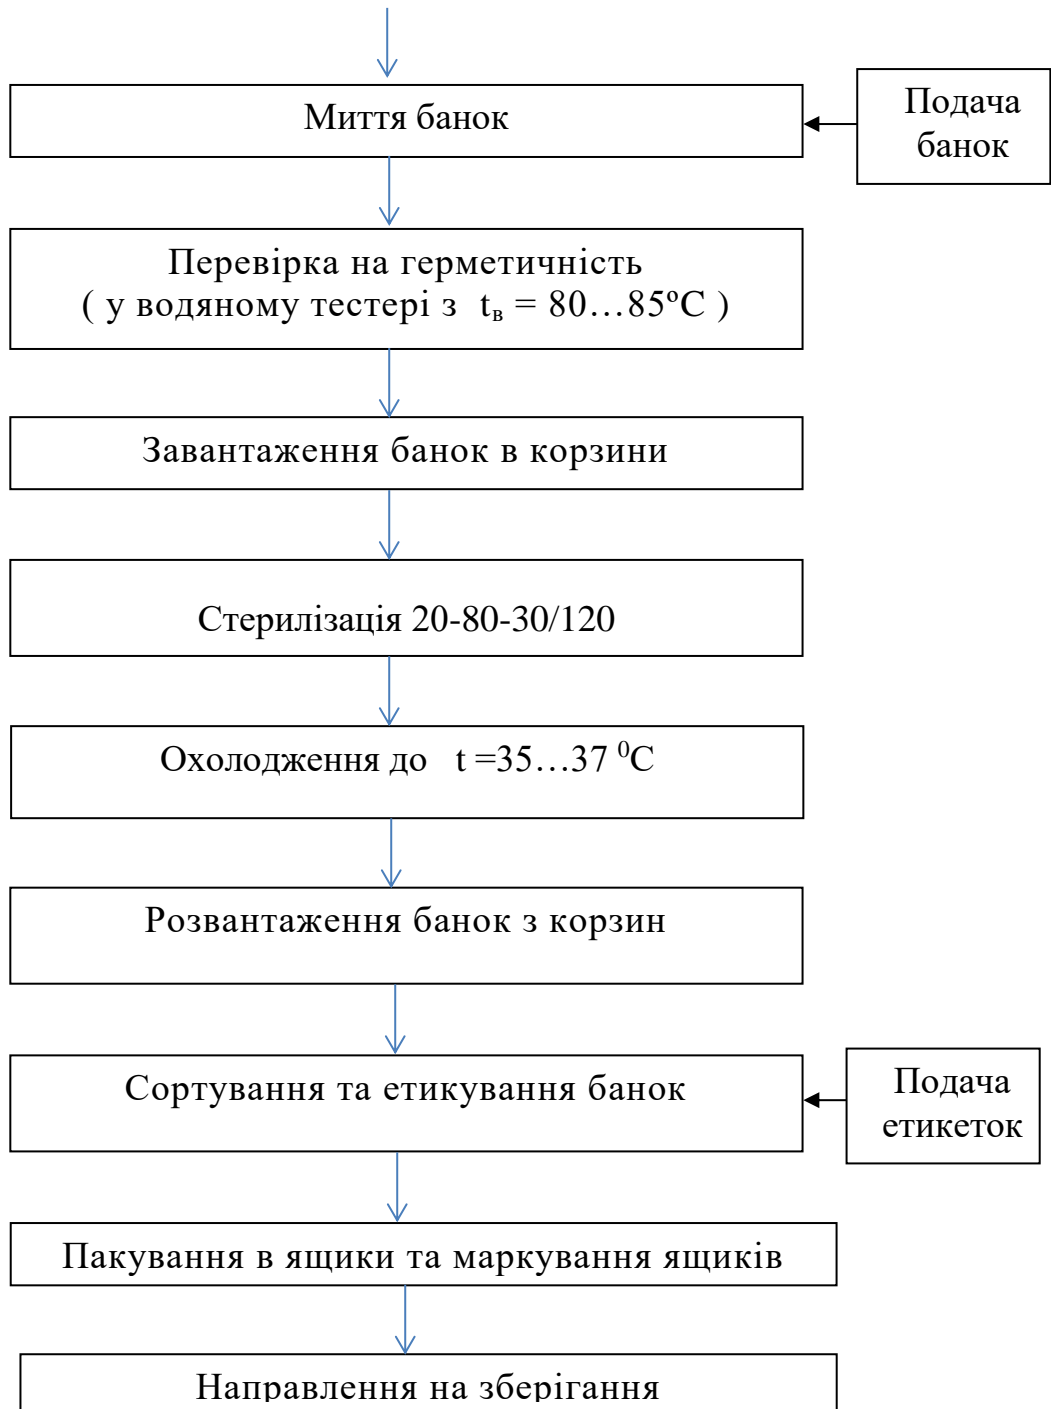 Миття банок
Подача
банок
Перевірка на герметичність
( у водяному тестері з tв = 80…85ºС )
Завантаження банок в корзини
Стерилізація 20-80-30/120
Охолодження до t =35…37 ⁰С
Розвантаження банок з корзин
Сортування та етикування банок
Подача
етикеток
Пакування в ящики та маркування ящиків
Направлення на зберігання